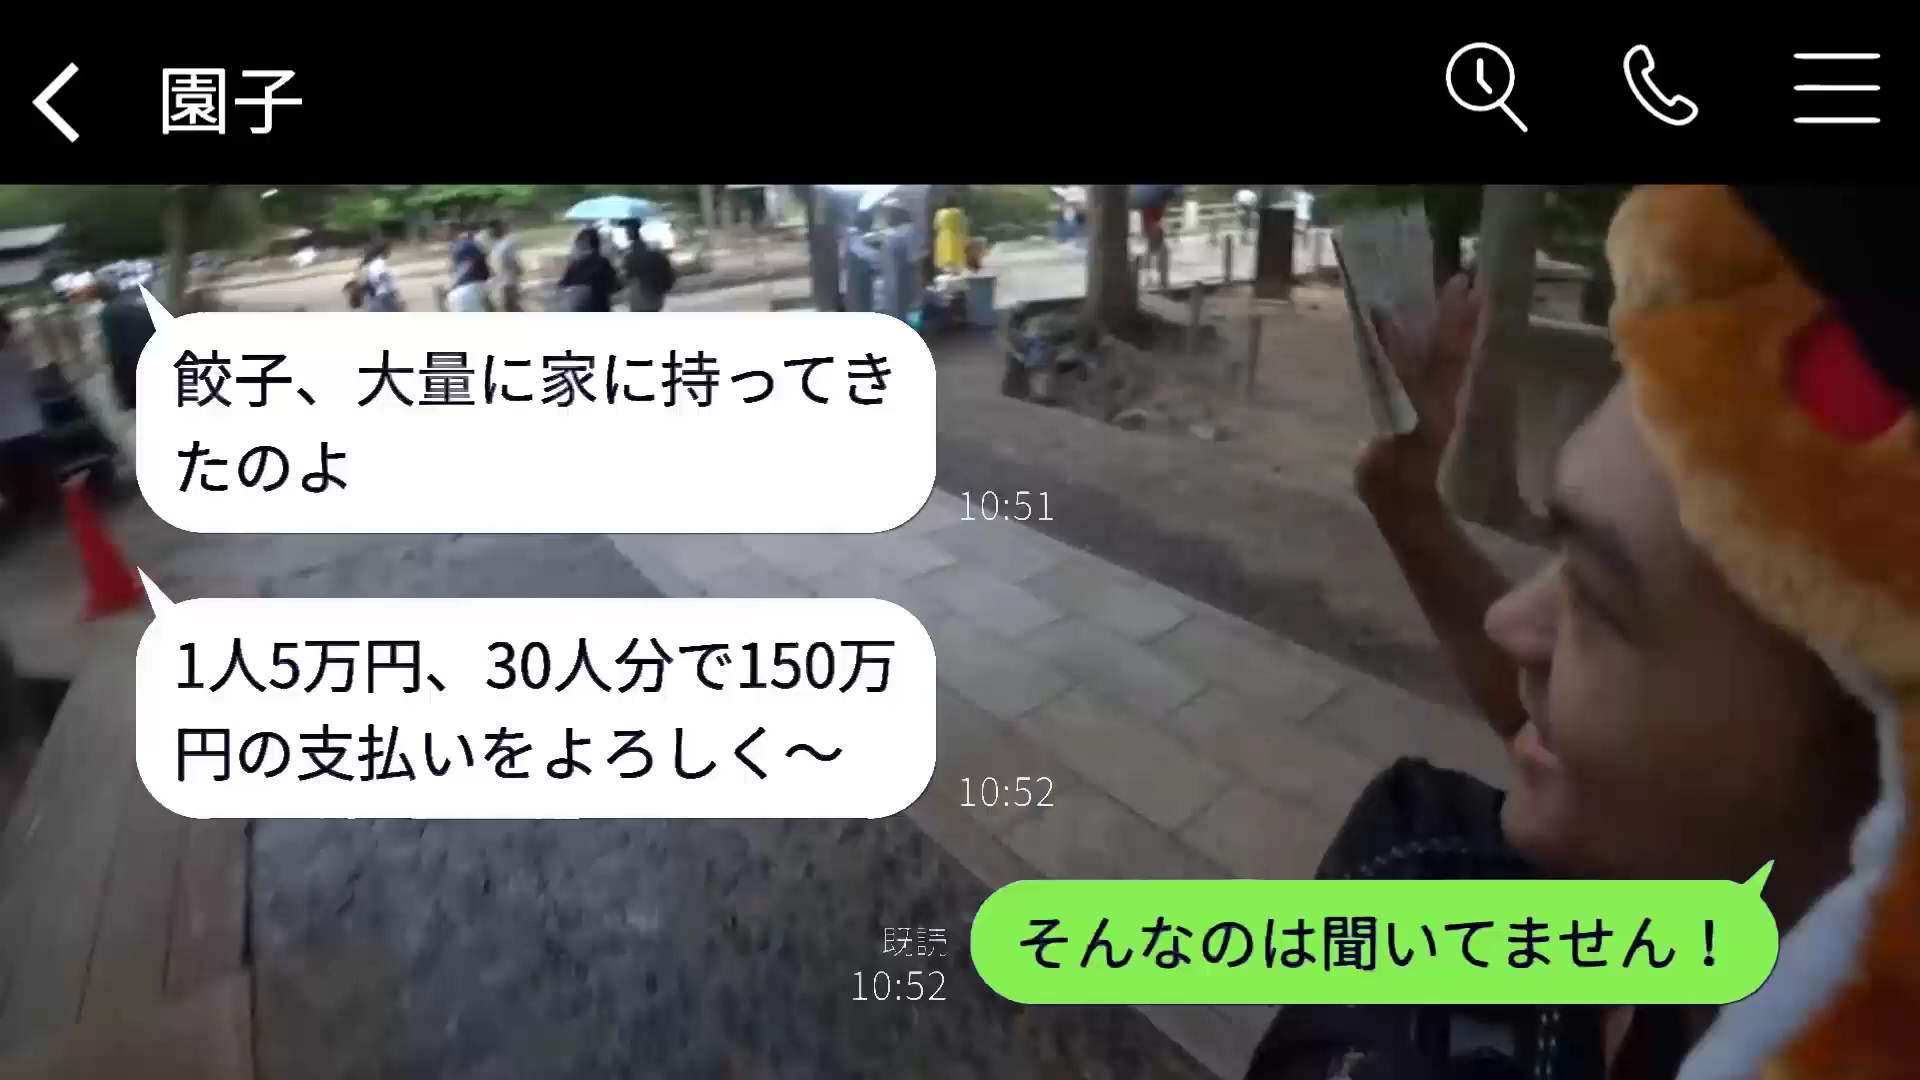 園子
餃子、大量に家に持ってき
たのよ
10:51
1人5万円、30人分で150万
円の支払いをよろしく～
10:52
そんなのは聞いてません！
既読
10:52